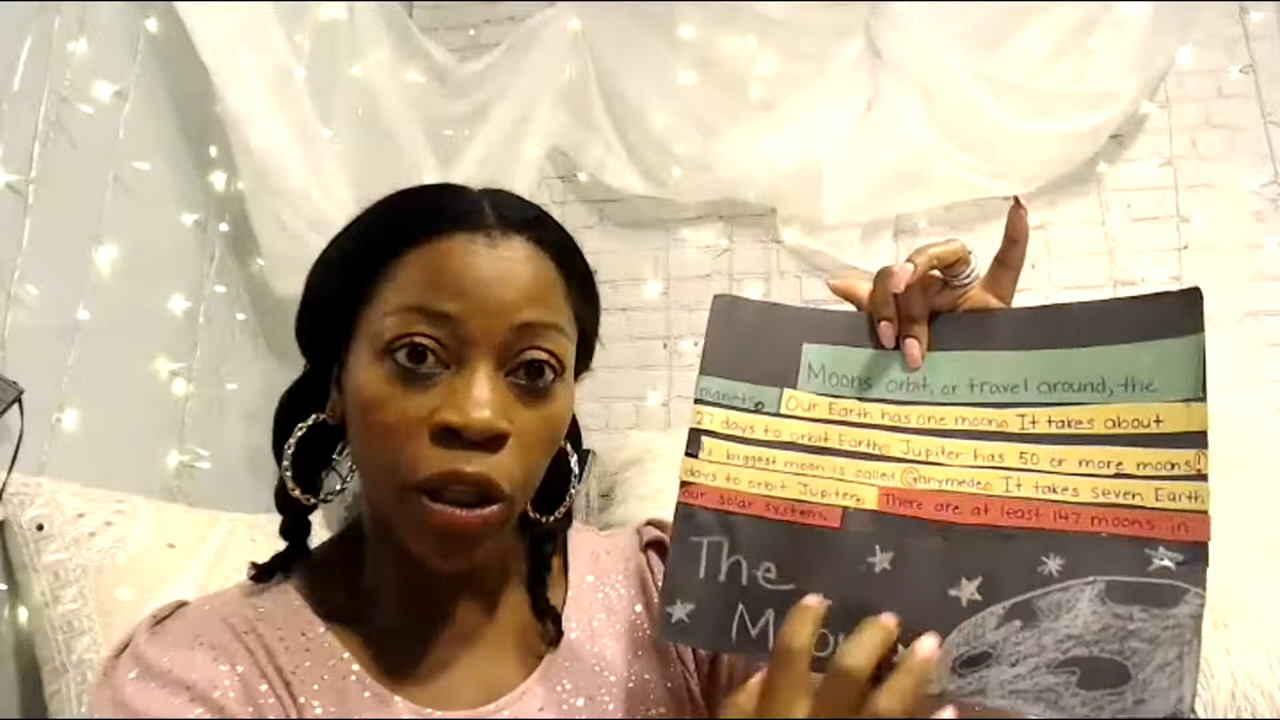 Moons orbit, or travel around, the
planets. Our Earth has one moon. It takes about
27 days to orbit Earth. Jupiter has 50 or more moons!
biggest moon is called Ganymede. It takes seven Earth
days to orbit Jupiter. There are at least 147 moons in
our solar system.
The
Moon